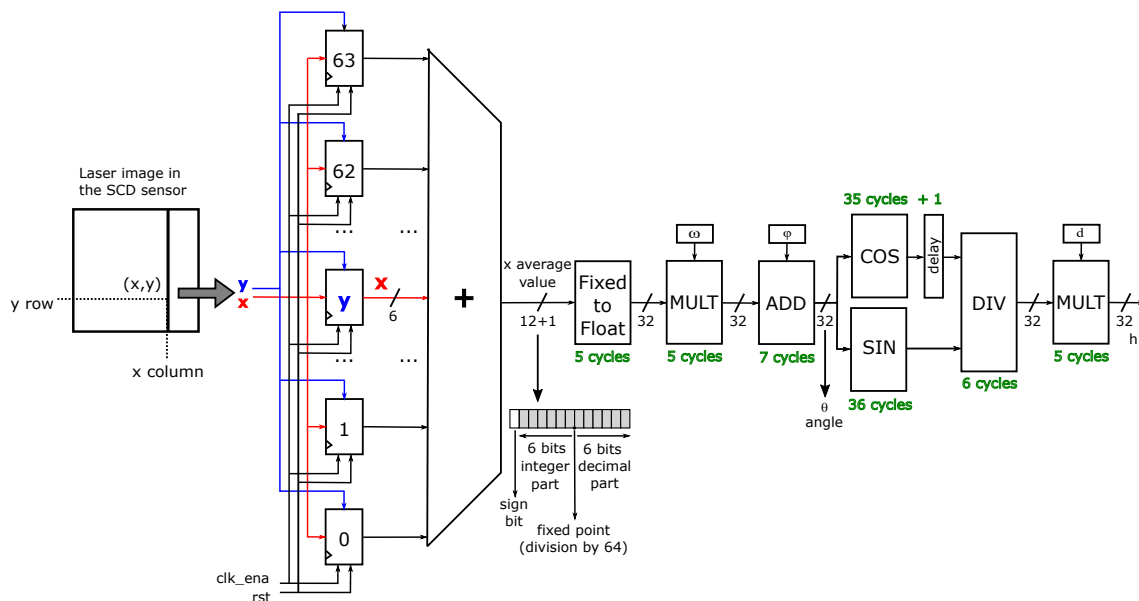 63
62
Laser image in
the SCD sensor
(x,y)
y row
x column
y
x
... ...
y
x
6
... ...
1
0
clk_ena
rst
+
x average
value
12+1
sign
bit
6 bits
integer
part
6 bits
decimal
part
fixed point
(division by 64)
Fixed
to
Float
5 cycles
32
ω
MULT
5 cycles
32
φ
ADD
7 cycles
32
θ
angle
35 cycles + 1
COS
delay
SIN
36 cycles
DIV
6 cycles
32
d
MULT
5 cycles
32
h